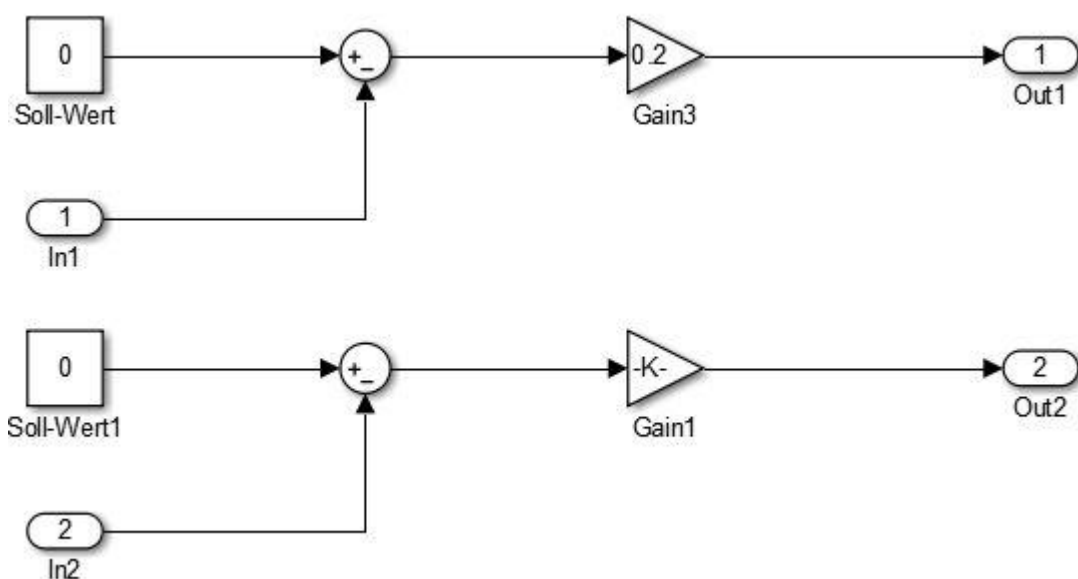 0
+
_
0.2
1
Soll-Wert
Gain3
Out1
1
In1
0
+
_
-K-
2
Soll-Wert1
Gain1
Out2
2
In2